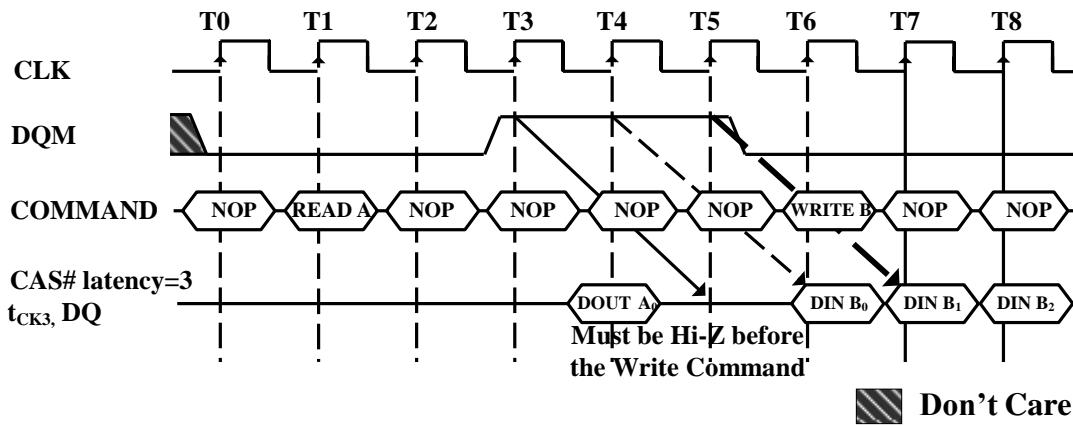 T0 T1 T2 T3 T4 T5 T6 T7 T8
CLK
DQM
COMMAND NOP READ A NOP NOP NOP NOP WRITE B NOP NOP
CAS# latency=3
tCK3, DQ DOUT A0 DIN B0 DIN B1 DIN B2
Must be Hi-Z before
the Write Command
Don't Care